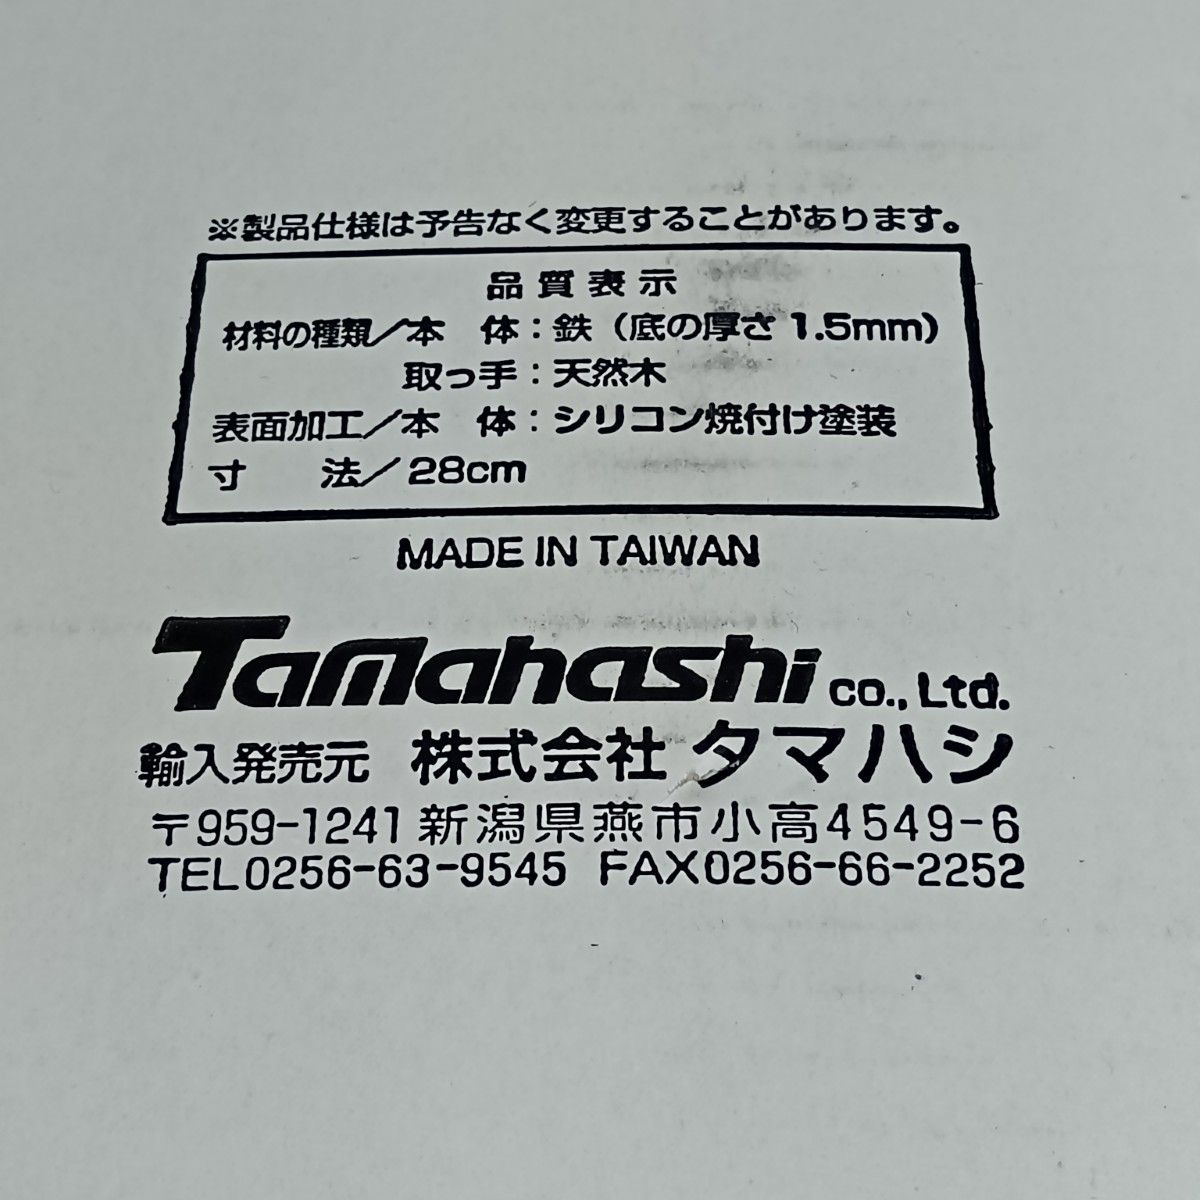 ※製品仕様は予告なく変更することがあります。
品質表示
材料の種類/本 体:鉄(底の厚さ 1.5mm)
取っ手:天然木
表面加工/本 体:シリコン焼付け塗装
寸 法/28cm
MADE IN TAIWAN
Tamahashi co., Ltd.
輸入発売元 株式会社 タマハシ
〒959-1241 新潟県燕市小高4549-6
TEL0256-63-9545 FAX0256-66-2252